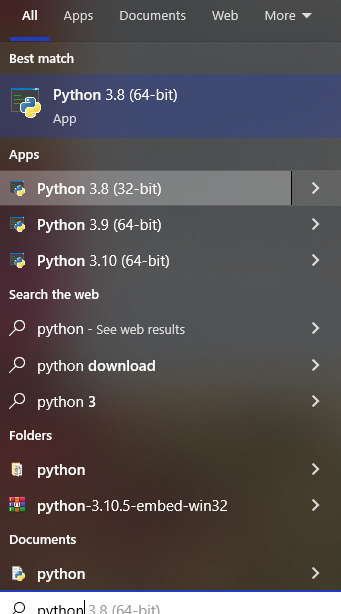 All Apps Documents Web More
Best match
Python 3.8 (64-bit)
App
Apps
Python 3.8 (32-bit)
Python 3.9 (64-bit)
Python 3.10 (64-bit)
Search the web
python - See web results
python download
python 3
Folders
python
python-3.10.5-embed-win32
Documents
python
python 3.8 (64-bit)